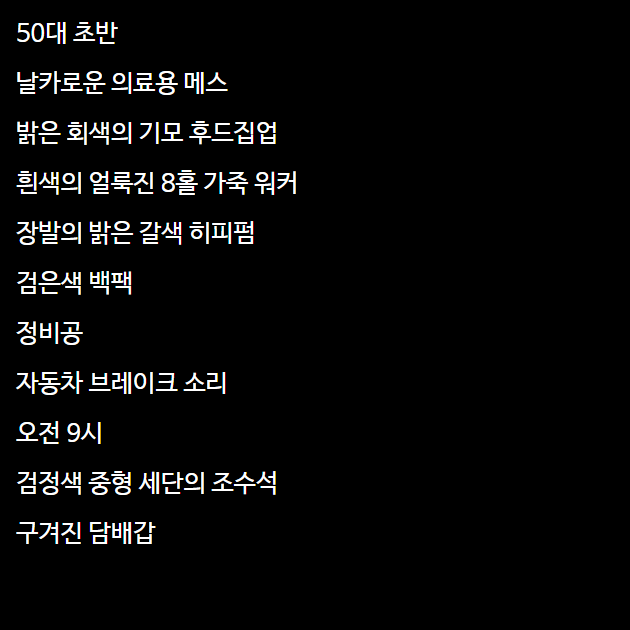 50대 초반
날카로운 의료용 메스
밝은 회색의 기모 후드집업
흰색의 얼룩진 8홀 가죽 워커
장발의 밝은 갈색 히피펌
검은색 백팩
정비공
자동차 브레이크 소리
오전 9시
검정색 중형 세단의 조수석
구겨진 담배갑